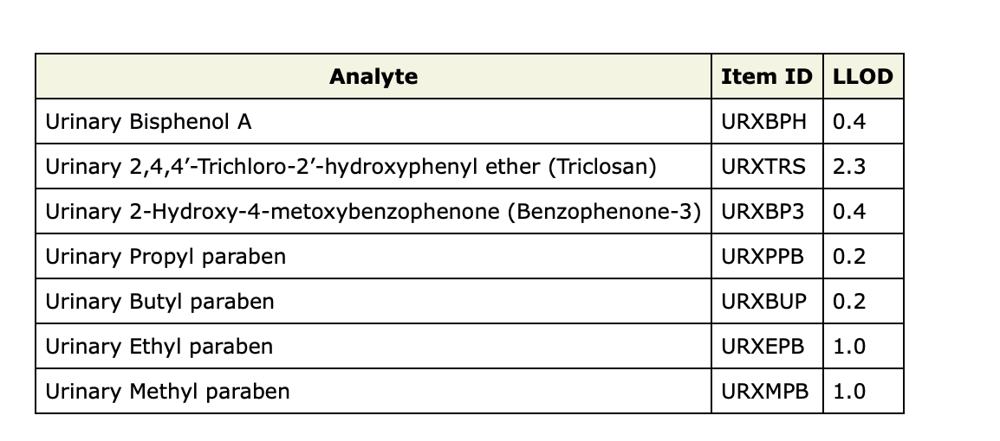 Analyte Item ID LLOD
Urinary Bisphenol A URXBPH 0.4
Urinary 2,4,4′-Trichloro-2′-hydroxyphenyl ether (Triclosan) URXTRS 2.3
Urinary 2-Hydroxy-4-metoxybenzophenone (Benzophenone-3) URXBP3 0.4
Urinary Propyl paraben URXPPB 0.2
Urinary Butyl paraben URXBUP 0.2
Urinary Ethyl paraben URXEPB 1.0
Urinary Methyl paraben URXMPB 1.0